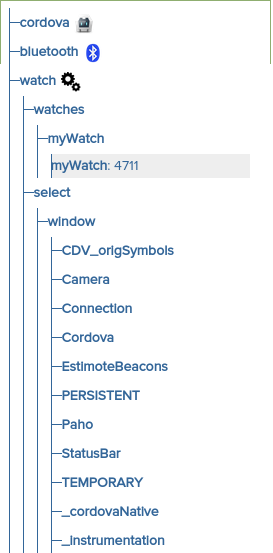 cordova
bluetooth
watch
watches
myWatch
myWatch: 4711
select
window
CDV_origSymbols
Camera
Connection
Cordova
EstimoteBeacons
PERSISTENT
Paho
StatusBar
TEMPORARY
_cordovaNative
_instrumentation